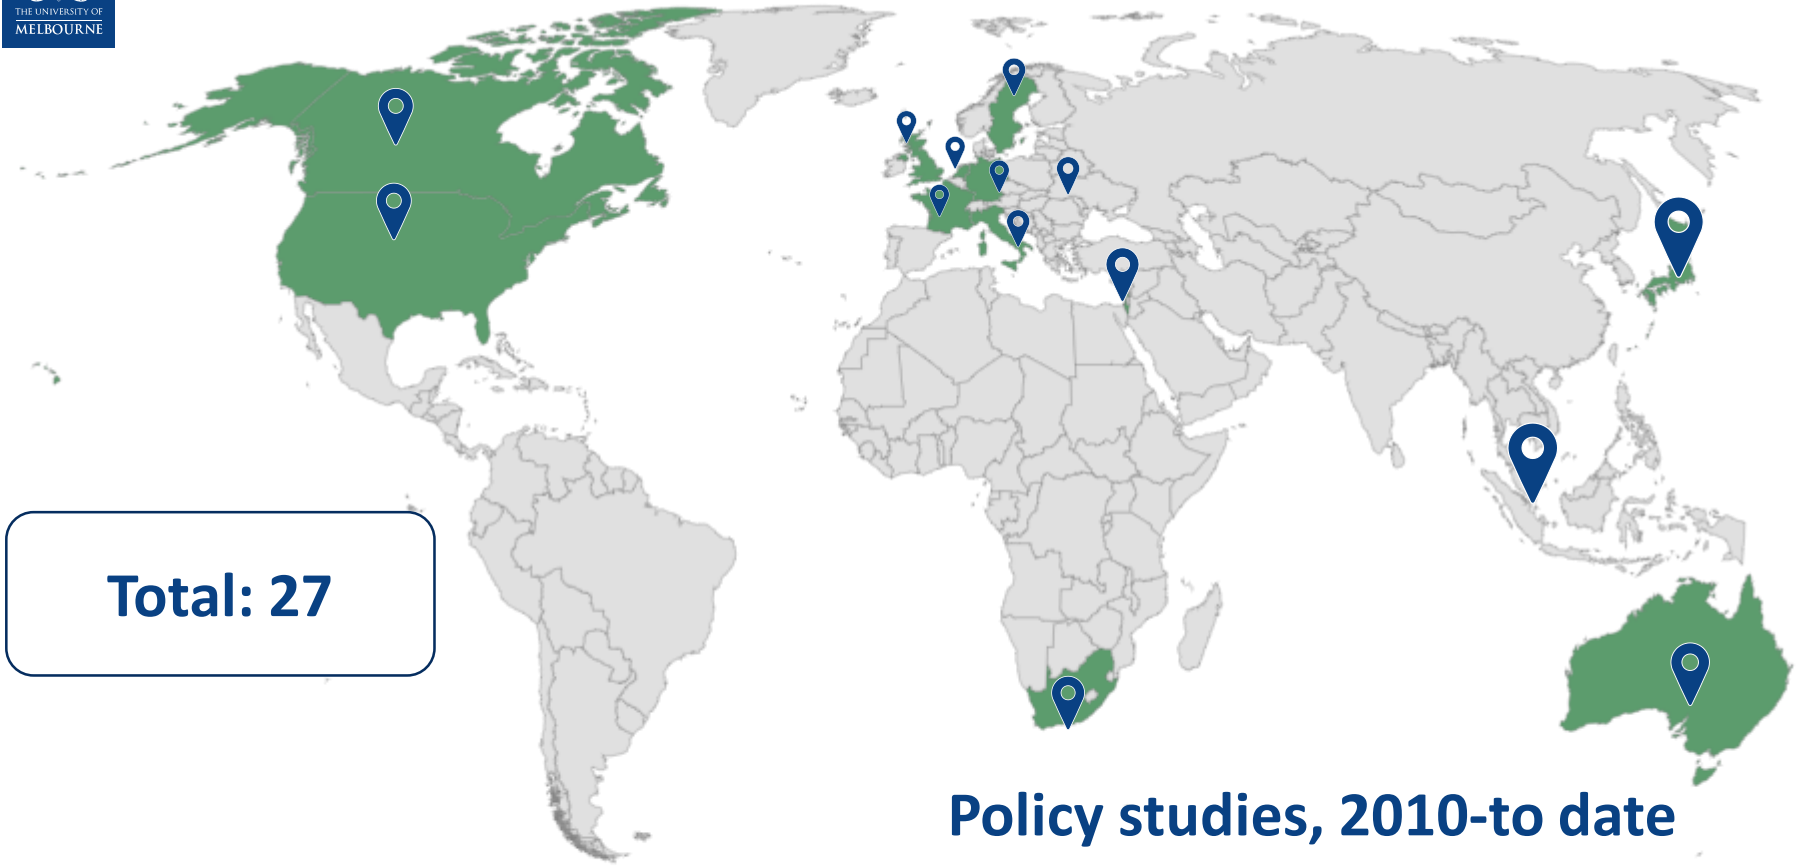 THE UNIVERSITY OF
MELBOURNE
Total: 27
Policy studies, 2010-to date